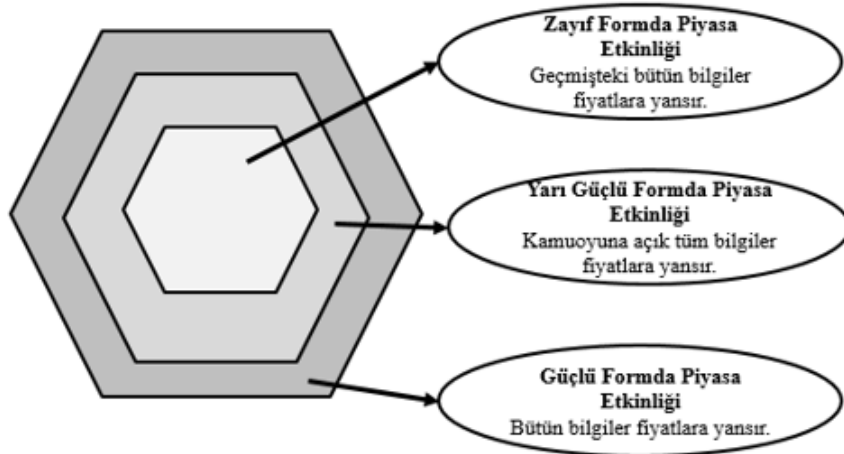 Zayıf Formda Piyasa
Etkinliği
Geçmişteki bütün bilgiler
fiyatlara yansır.
Yarı Güçlü Formda Piyasa
Etkinliği
Kamuoyuna açık tüm bilgiler
fiyatlara yansır.
Güçlü Formda Piyasa
Etkinliği
Bütün bilgiler fiyatlara yansır.